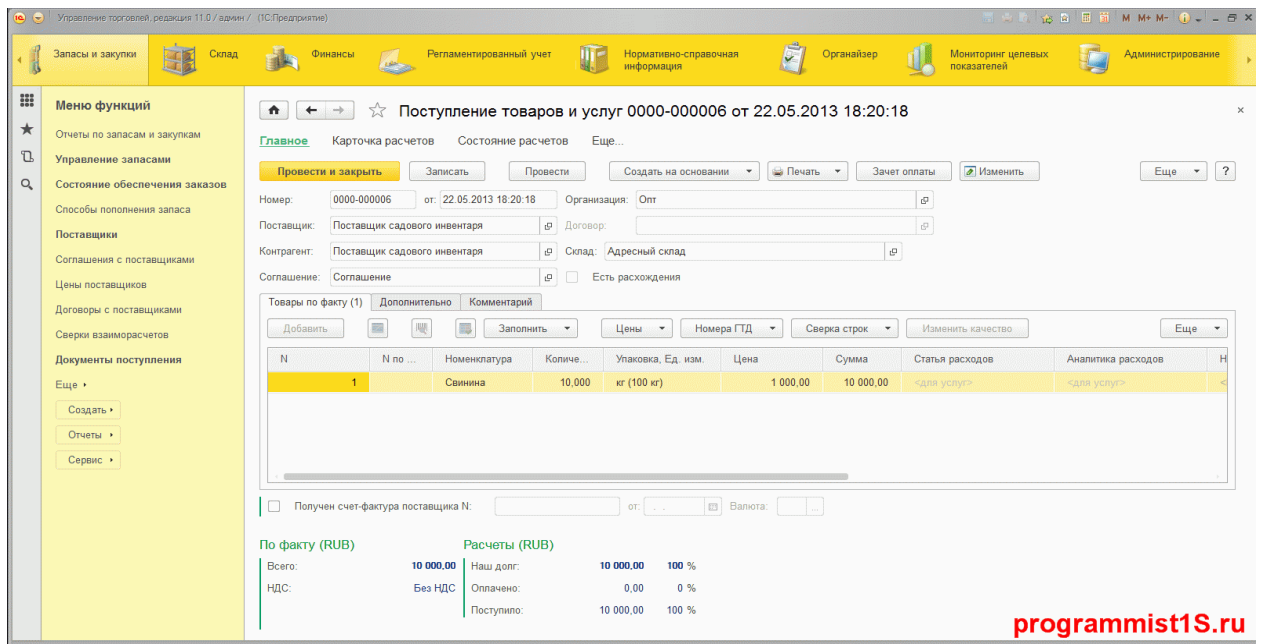 Управление торговлей, редакция 11.0 / админ / (1С:Предприятие)
M M+ M-
Запасы и закупки
Склад
Финансы
Регламентированный учет
Нормативно-справочная
информация
Органайзер
Мониторинг целевых
показателей
Администрирование
Меню функций
Отчеты по запасам и закупкам
Управление запасами
Состояние обеспечения заказов
Способы пополнения запаса
Поставщики
Соглашения с поставщиками
Цены поставщиков
Договоры с поставщиками
Сверки взаиморасчетов
Документы поступления
Еще
Создать
Отчеты
Сервис
Поступление товаров и услуг 0000-000006 от 22.05.2013 18:20:18
Главное Карточка расчетов Состояние расчетов Еще...
Провести и закрыть Записать Провести Создать на основании Печать Зачет оплаты Изменить Еще ?
Номер: 0000-000006 от: 22.05.2013 18:20:18 Организация: Опт
Поставщик: Поставщик садового инвентаря Договор:
Контрагент: Поставщик садового инвентаря Склад: Адресный склад
Соглашение: Соглашение Есть расхождения
Товары по факту (1) Дополнительно Комментарий
Добавить Заполнить Цены Номера ГТД Сверка строк Изменить качество Еще
N N по ... Номенклатура Количе... Упаковка, Ед. изм. Цена Сумма Статья расходов Аналитика расходов Н
1 Свинина 10,000 кг (100 кг) 1 000,00 10 000,00 <для услуг> <для услуг> <
Получен счет-фактура поставщика N: от: . . Валюта: ...
По факту (RUB) Расчеты (RUB)
Всего: 10 000,00 Наш долг: 10 000,00 100 %
НДС: Без НДС Оплачено: 0,00 0 %
Поступило: 10 000,00 100 %
programmist1S.ru